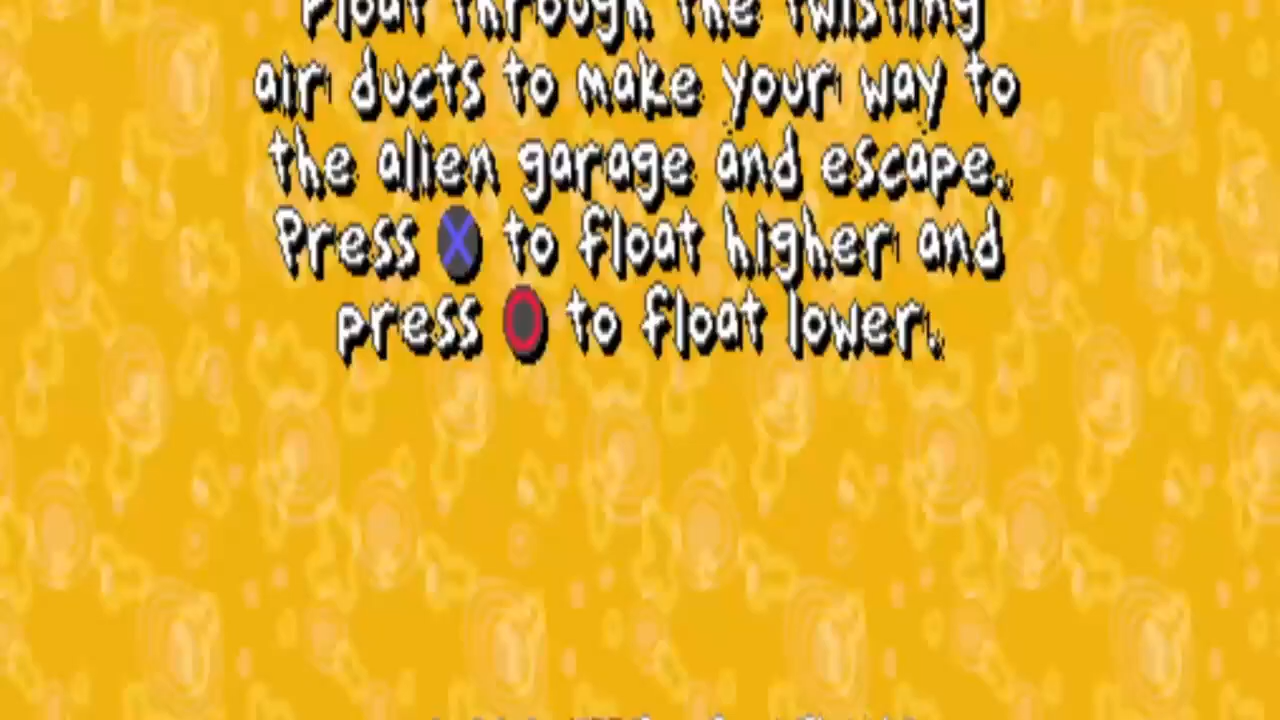 Float through the twisting
air ducts to make your way to
the alien garage and escape.
Press X to float higher and
press O to float lower.